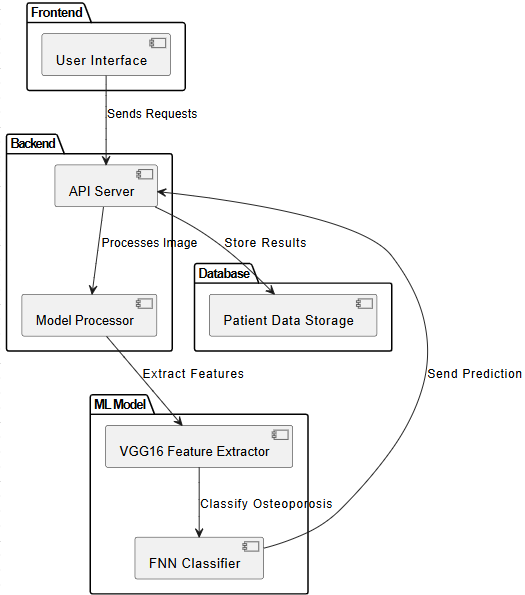 Frontend
User Interface
Sends Requests
Backend
API Server
Processes Image
Store Results
Database
Model Processor
Patient Data Storage
Extract Features
Send Prediction
ML Model
VGG16 Feature Extractor
Classify Osteoporosis
FNN Classifier